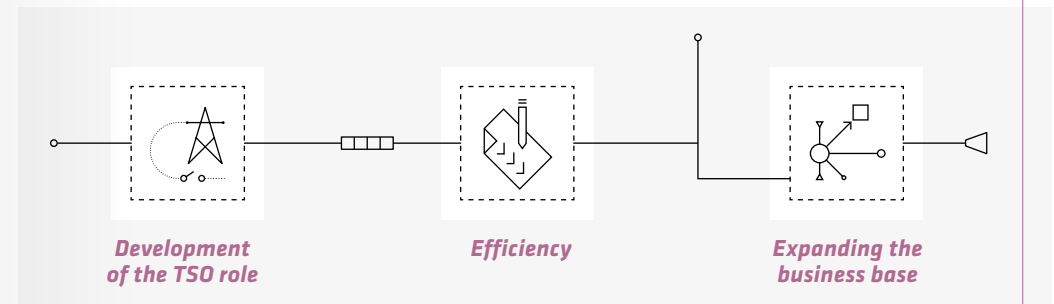 Development
of the TSO role
Efficiency
Expanding the
business base